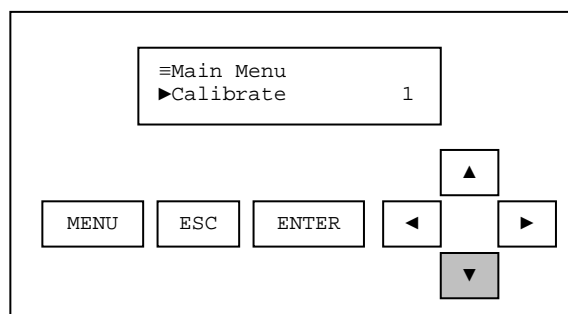 ≡Main Menu
►Calibrate 1
▲
MENU ESC ENTER ◄ ►
▼